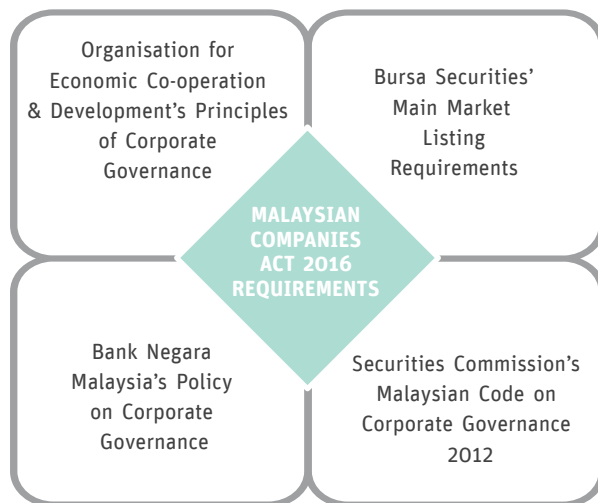 Organisation for
Economic Co-operation
& Development’s Principles
of Corporate
Governance
Bursa Securities’
Main Market
Listing
Requirements
MALAYSIAN
COMPANIES
ACT 2016
REQUIREMENTS
Bank Negara
Malaysia’s Policy
on Corporate
Governance
Securities Commission’s
Malaysian Code on
Corporate Governance
2012